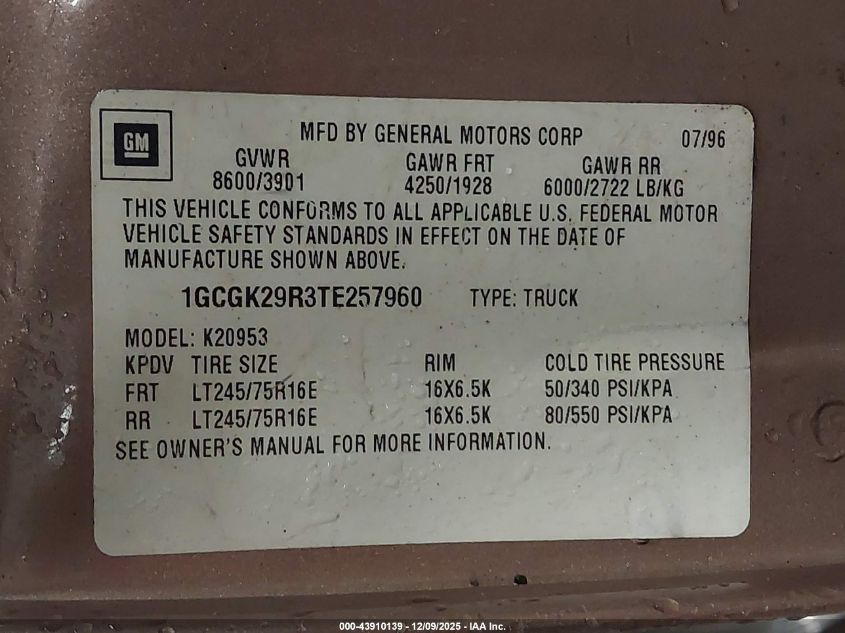 GM
MFD BY GENERAL MOTORS CORP 07/96
GVWR GAWR FRT GAWR RR
8600/3901 4250/1928 6000/2722 LB/KG
THIS VEHICLE CONFORMS TO ALL APPLICABLE U.S. FEDERAL MOTOR
VEHICLE SAFETY STANDARDS IN EFFECT ON THE DATE OF
MANUFACTURE SHOWN ABOVE.
1GCGK29R3TE257960 TYPE: TRUCK
MODEL: K20953
KPDV TIRE SIZE RIM COLD TIRE PRESSURE
FRT LT245/75R16E 16X6.5K 50/340 PSI/KPA
RR LT245/75R16E 16X6.5K 80/550 PSI/KPA
SEE OWNER'S MANUAL FOR MORE INFORMATION.
000-43910139 - 12/09/2025 - IAA Inc.